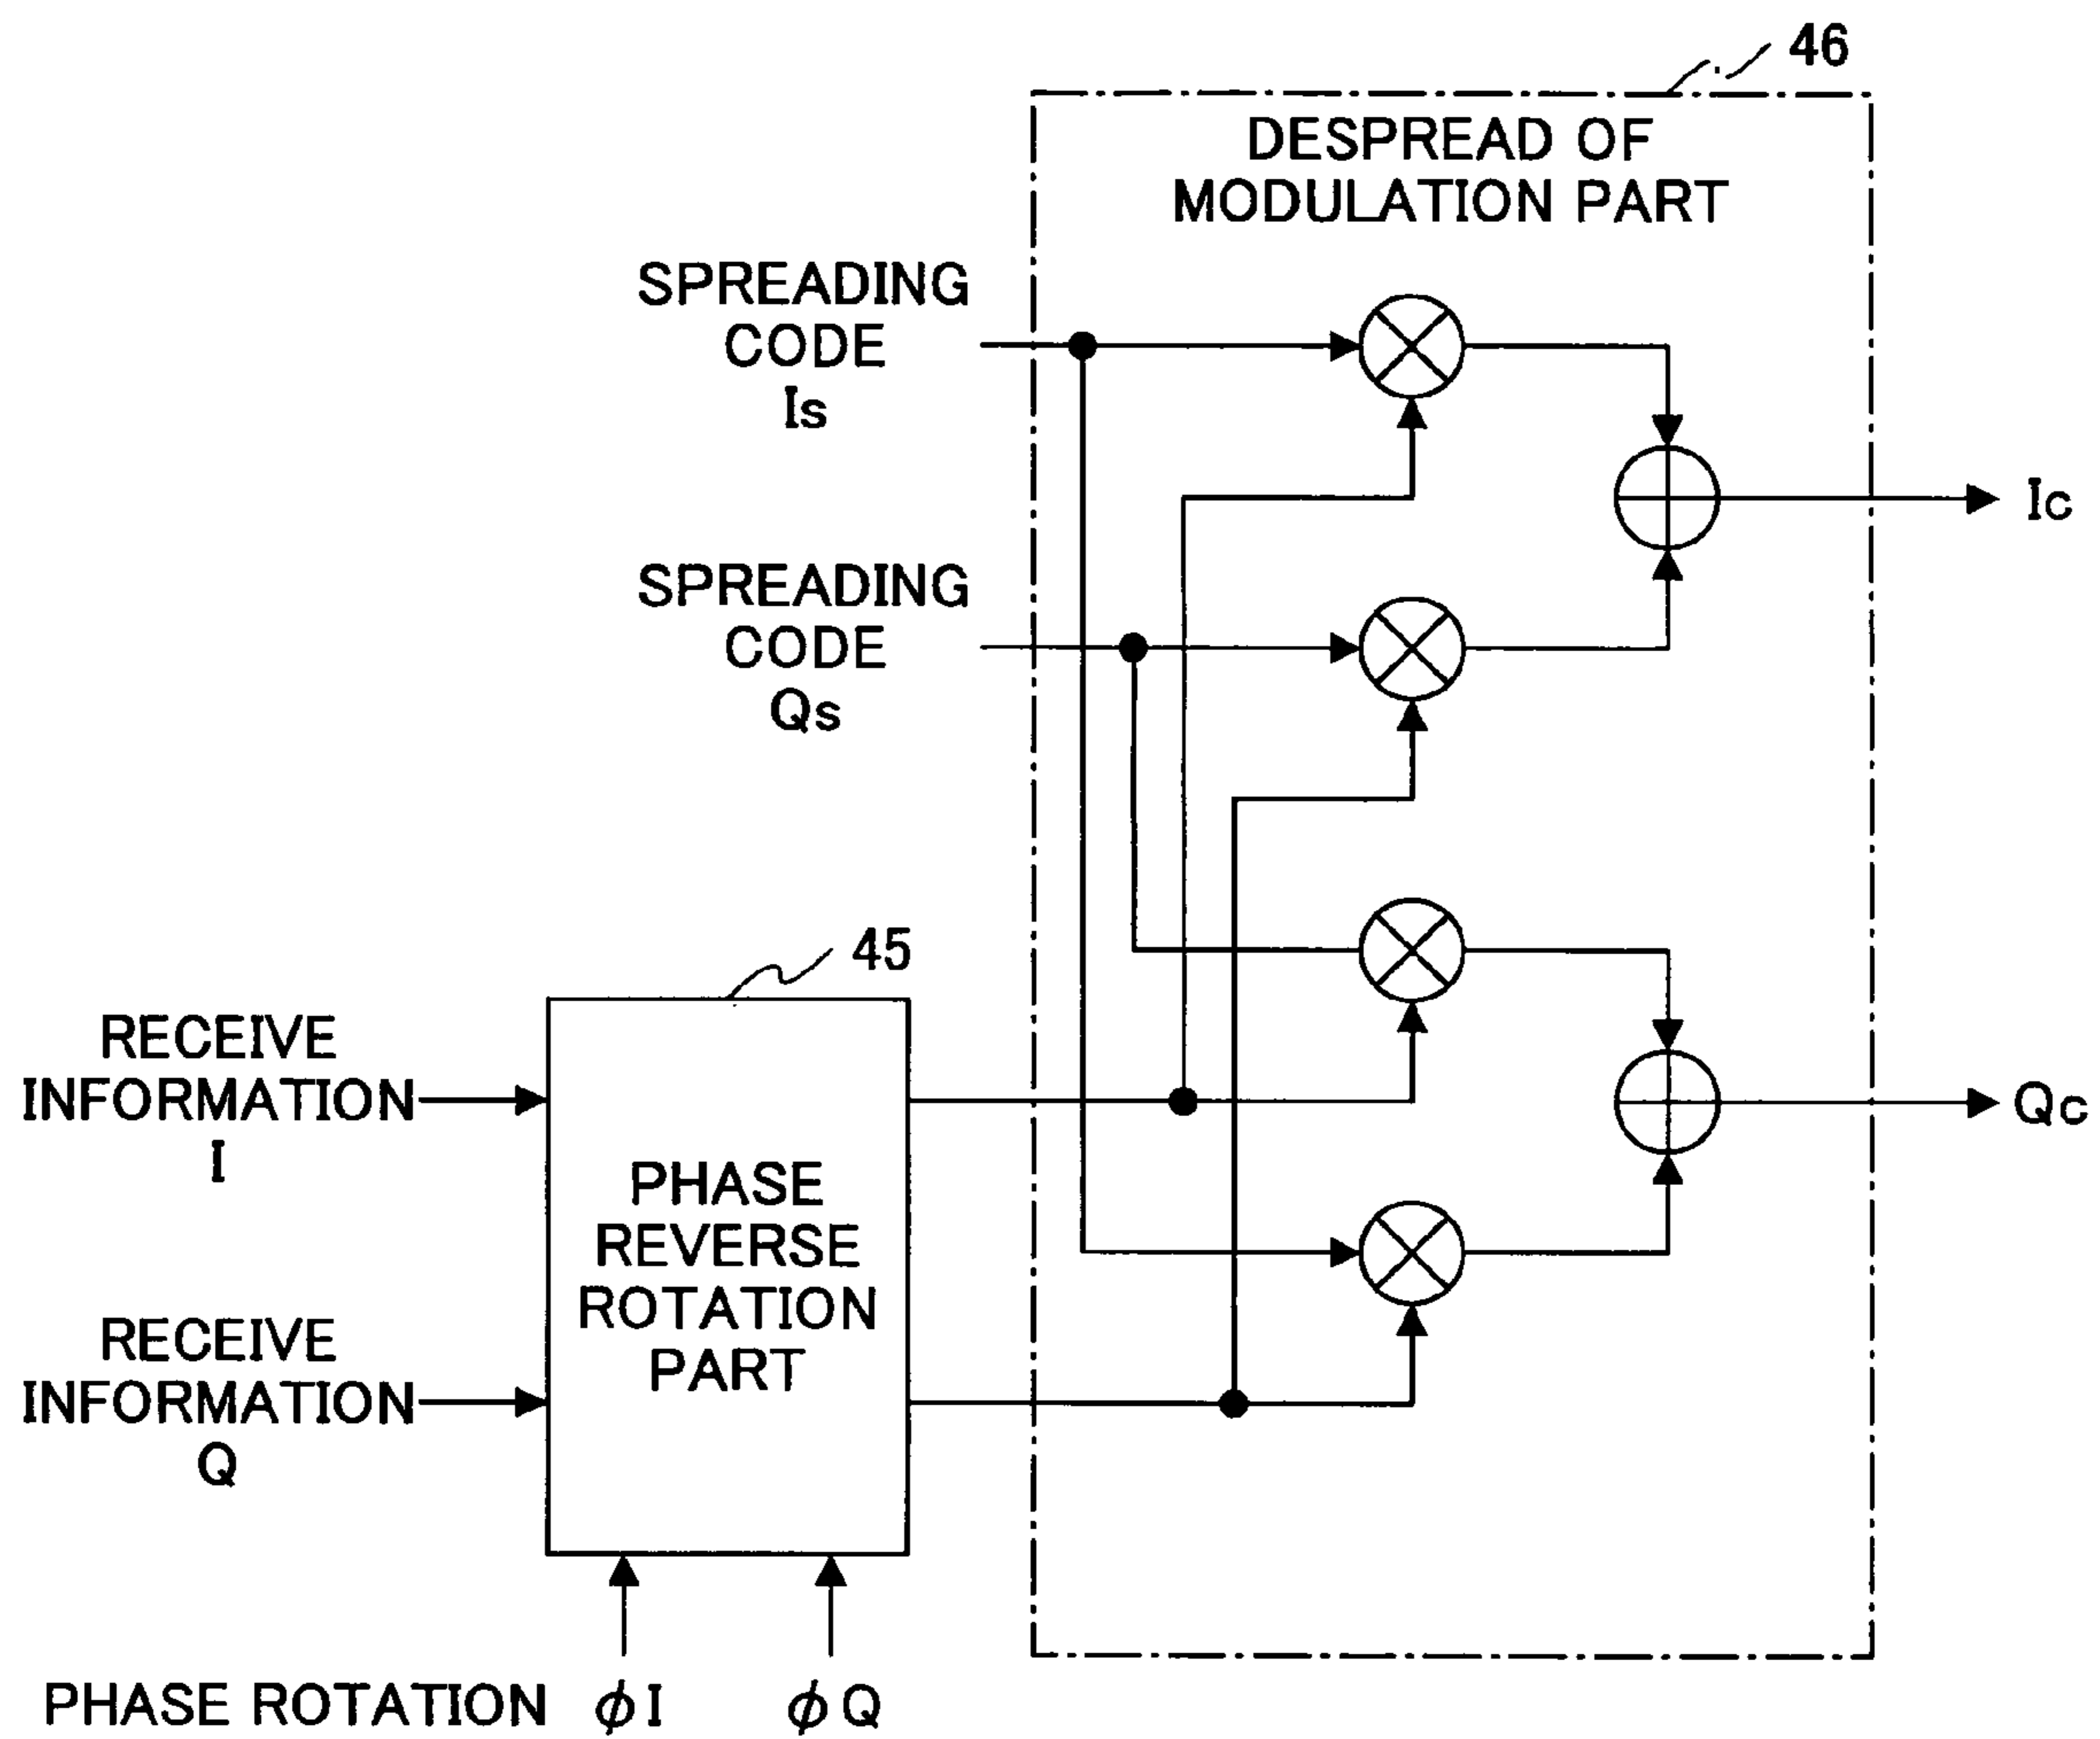 46
DESPREAD OF
MODULATION PART
SPREADING
CODE
Is
Ic
SPREADING
CODE
Qs
45
RECEIVE
INFORMATION
I
Qc
PHASE
REVERSE
ROTATION
PART
RECEIVE
INFORMATION
Q
PHASE ROTATION ϕI ϕQ